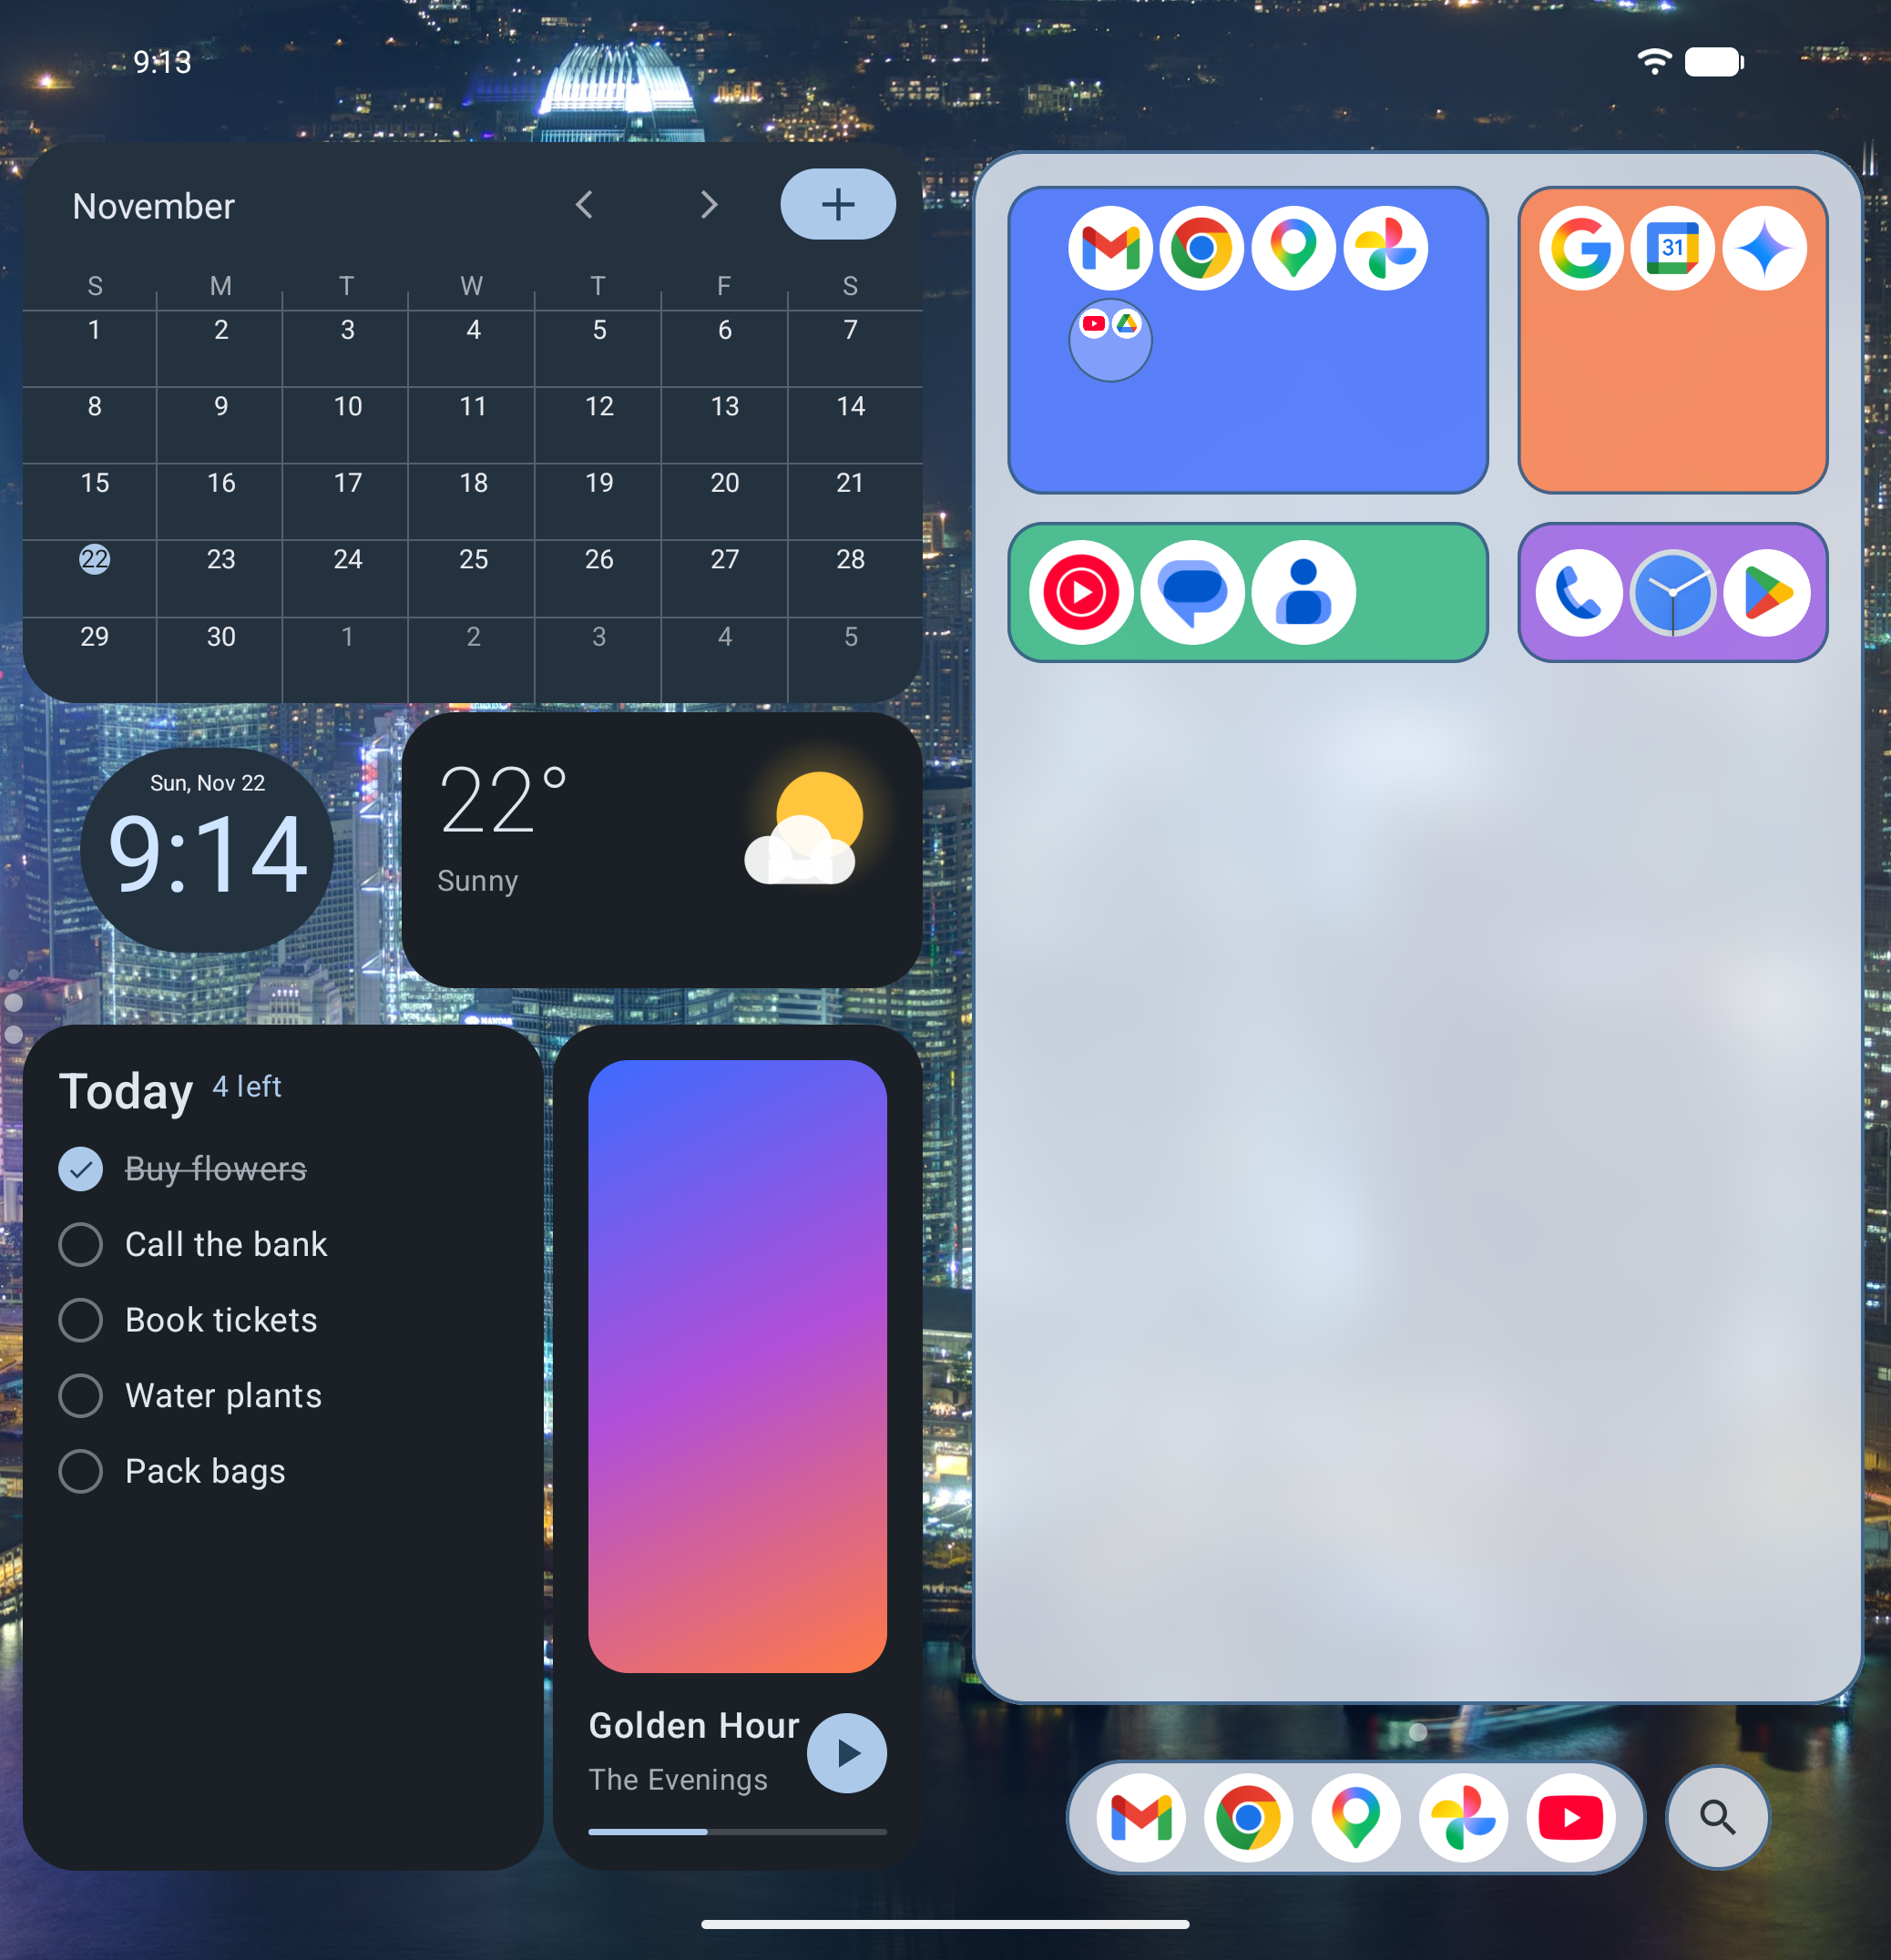 9:13
November
S M T W T F S
1 2 3 4 5 6 7
8 9 10 11 12 13 14
15 16 17 18 19 20 21
22 23 24 25 26 27 28
29 30 1 2 3 4 5
Sun, Nov 22
9:14
22°
Sunny
Today 4 left
Buy flowers
Call the bank
Book tickets
Water plants
Pack bags
Golden Hour
The Evenings
31
MANDAR